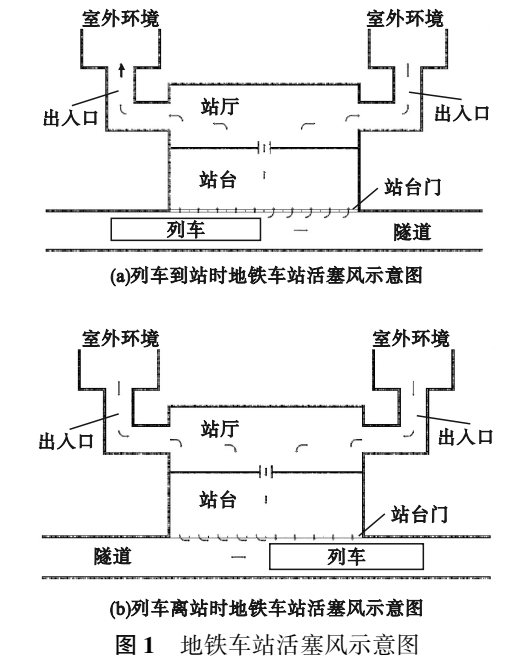 室外环境 室外环境
站厅
出入口 出入口
站台
站台门
列车 隧道
(a)列车到站时地铁车站活塞风示意图
室外环境 室外环境
站厅
出入口 出入口
站台
站台门
隧道 列车
(b)列车离站时地铁车站活塞风示意图
图1 地铁车站活塞风示意图